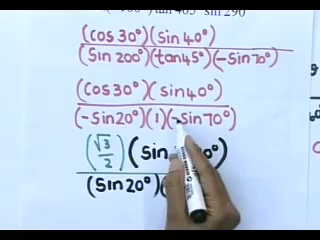 tan 405° sin 290°
(cos 30°)(sin 40°)
(sin 200°)(tan 45°)(-sin 70°)
(cos 30°)(sin 40°)
(-sin 20°)(1)(-sin 70°)
(√3/2)(sin 0°)
(sin 20°)(